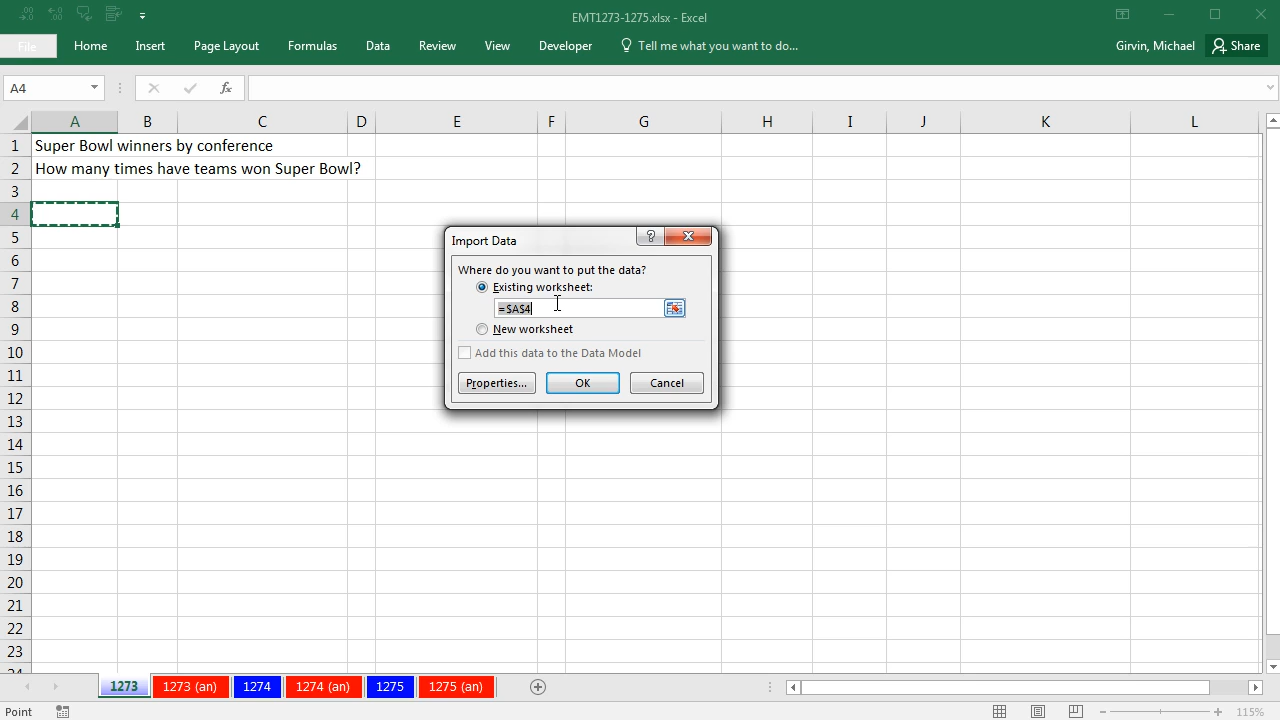 EMT1273-1275.xlsx - Excel
File Home Insert Page Layout Formulas Data Review View Developer Tell me what you want to do... Girvin, Michael Share
A4 fx
A B C D E F G H I J K L
1 Super Bowl winners by conference
2 How many times have teams won Super Bowl?
3
4
5
6
7
8
9
10
11
12
13
14
15
16
17
18
19
20
21
22
23
Import Data
Where do you want to put the data?
Existing worksheet:
=$A$4
New worksheet
Add this data to the Data Model
Properties... OK Cancel
1273 1273 (an) 1274 1274 (an) 1275 1275 (an)
Point 115%